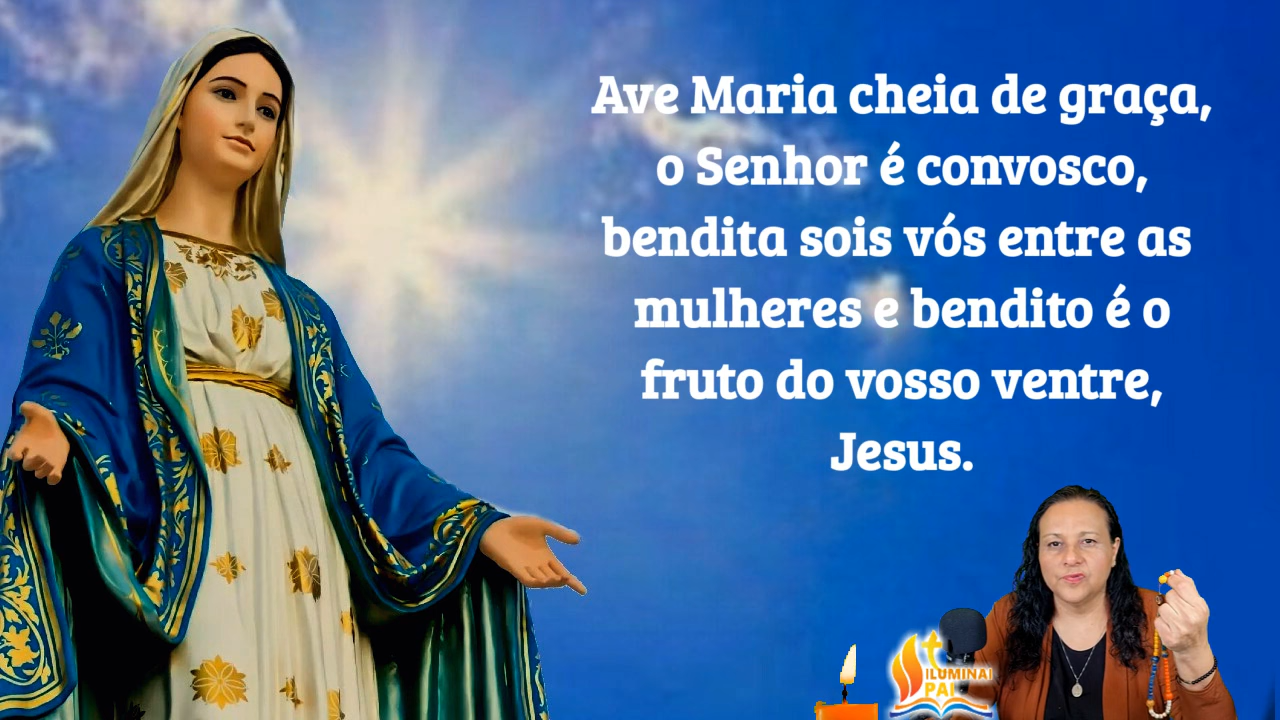 Ave Maria cheia de graça,
o Senhor é convosco,
bendita sois vós entre as
mulheres e bendito é o
fruto do vosso ventre,
Jesus.
ILUMINAI
PAI